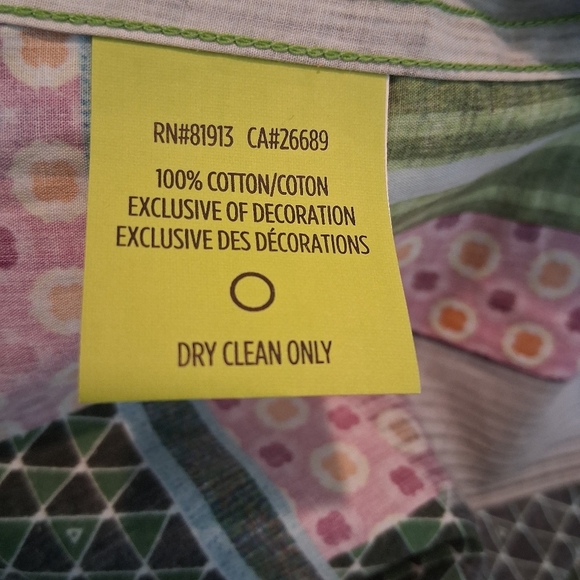 RN#81913 CA#26689
100% COTTON/COTON
EXCLUSIVE OF DECORATION
EXCLUSIVE DES DÉCORATIONS
DRY CLEAN ONLY